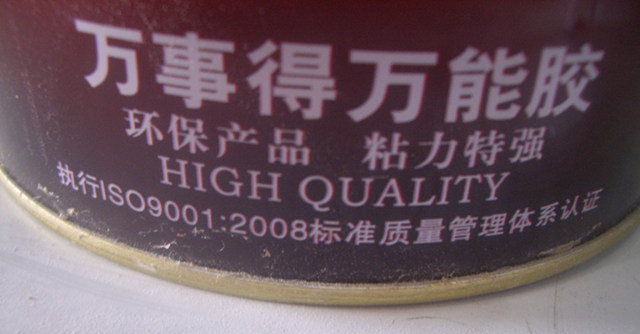 万事得万能胶
环保产品 粘力特强
HIGH QUALITY
执行ISO9001:2008标准质量管理体系认证